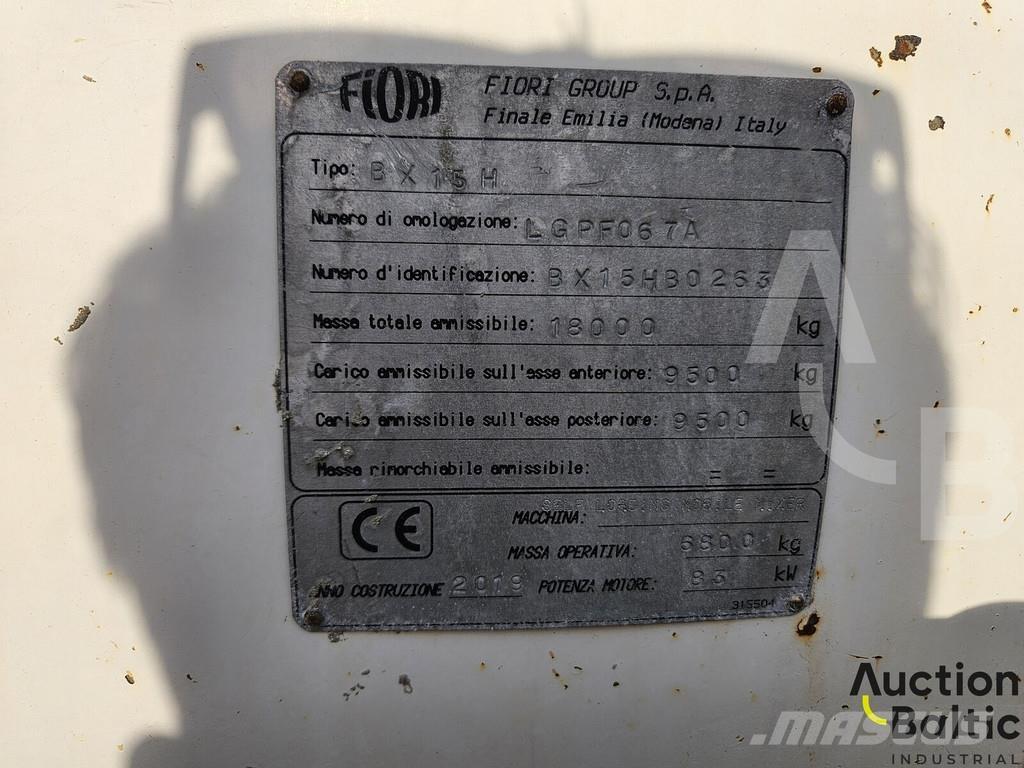 FIORI
FIORI GROUP S.p.A.
Finale Emilia (Modena) Italy
Tipo: BX15H
Numero di omologazione: LGPF067A
Numero d'identificazione: BX15HB0263
Massa totale ammissibile: 18000 kg
Carico ammissibile sull'asse anteriore: 9500 kg
Carico ammissibile sull'asse posteriore: 9500 kg
Massa rimorchiabile ammissibile: = =
CE
MACCHINA: SELF LOADING MOBILE MIXER
MASSA OPERATIVA: 6800 kg
NNO COSTRUZIONE 2019 POTENZA MOTORE: 83 kW
315504
A
B
Auction
Baltic
INDUSTRIAL
MASCUS